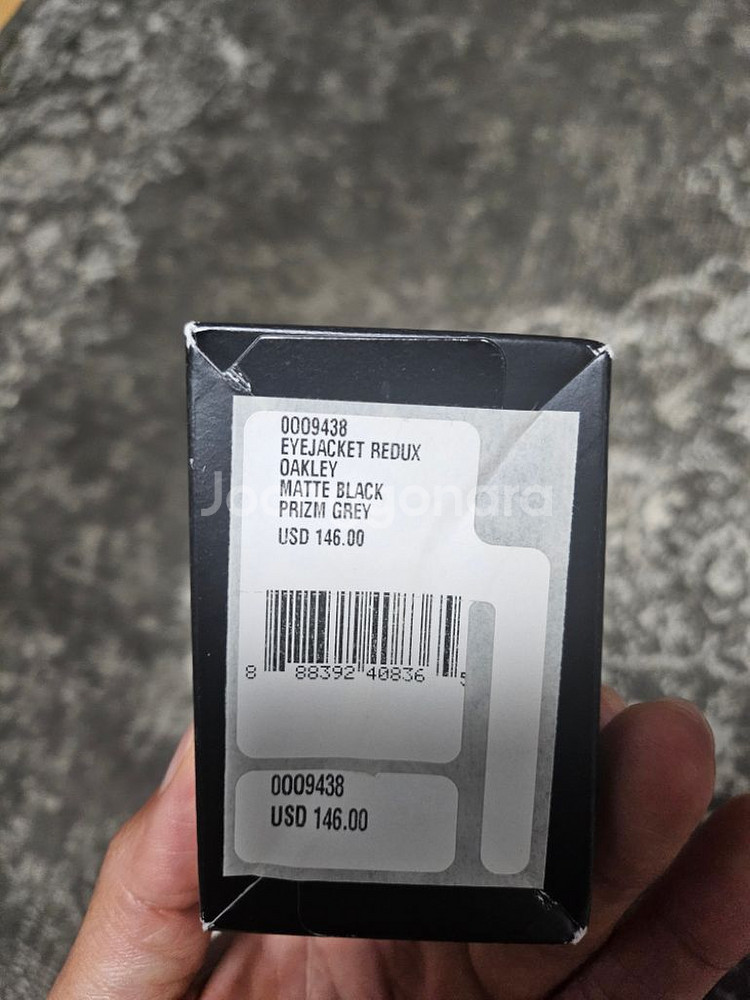 0009438
EYEJACKET REDUX
OAKLEY
MATTE BLACK
PRIZM GREY
USD 146.00
8 88392 40836 5
0009438
USD 146.00